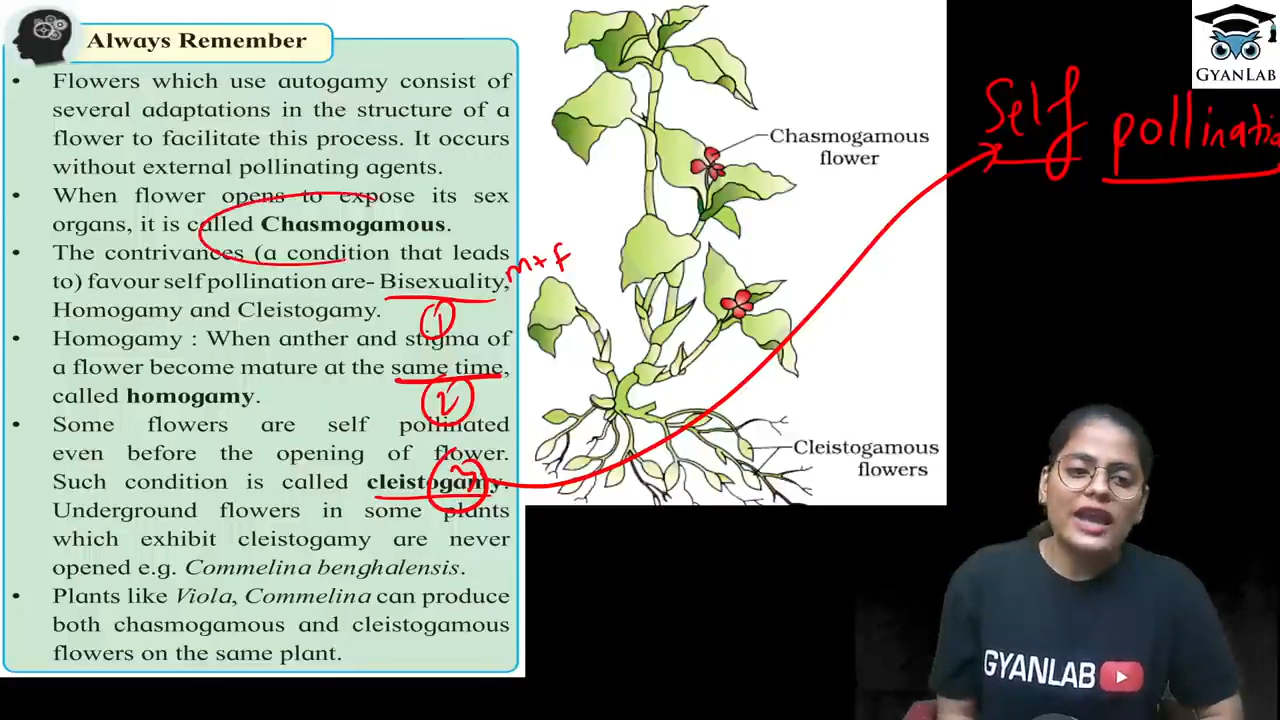 Always Remember
• Flowers which use autogamy consist of
several adaptations in the structure of a
flower to facilitate this process. It occurs
without external pollinating agents.
• When flower opens to expose its sex
organs, it is called Chasmogamous.
• The contrivances (a condition that leads
to) favour self pollination are- Bisexuality,
Homogamy and Cleistogamy.
• Homogamy : When anther and stigma of
a flower become mature at the same time,
called homogamy.
• Some flowers are self pollinated
even before the opening of flower.
Such condition is called cleistogamy.
Underground flowers in some plants
which exhibit cleistogamy are never
opened e.g. Commelina benghalensis.
• Plants like Viola, Commelina can produce
both chasmogamous and cleistogamous
flowers on the same plant.
m+f
1
2
3
Chasmogamous
flower
Cleistogamous
flowers
Self pollinatio
GYANLAB
GYANLAB